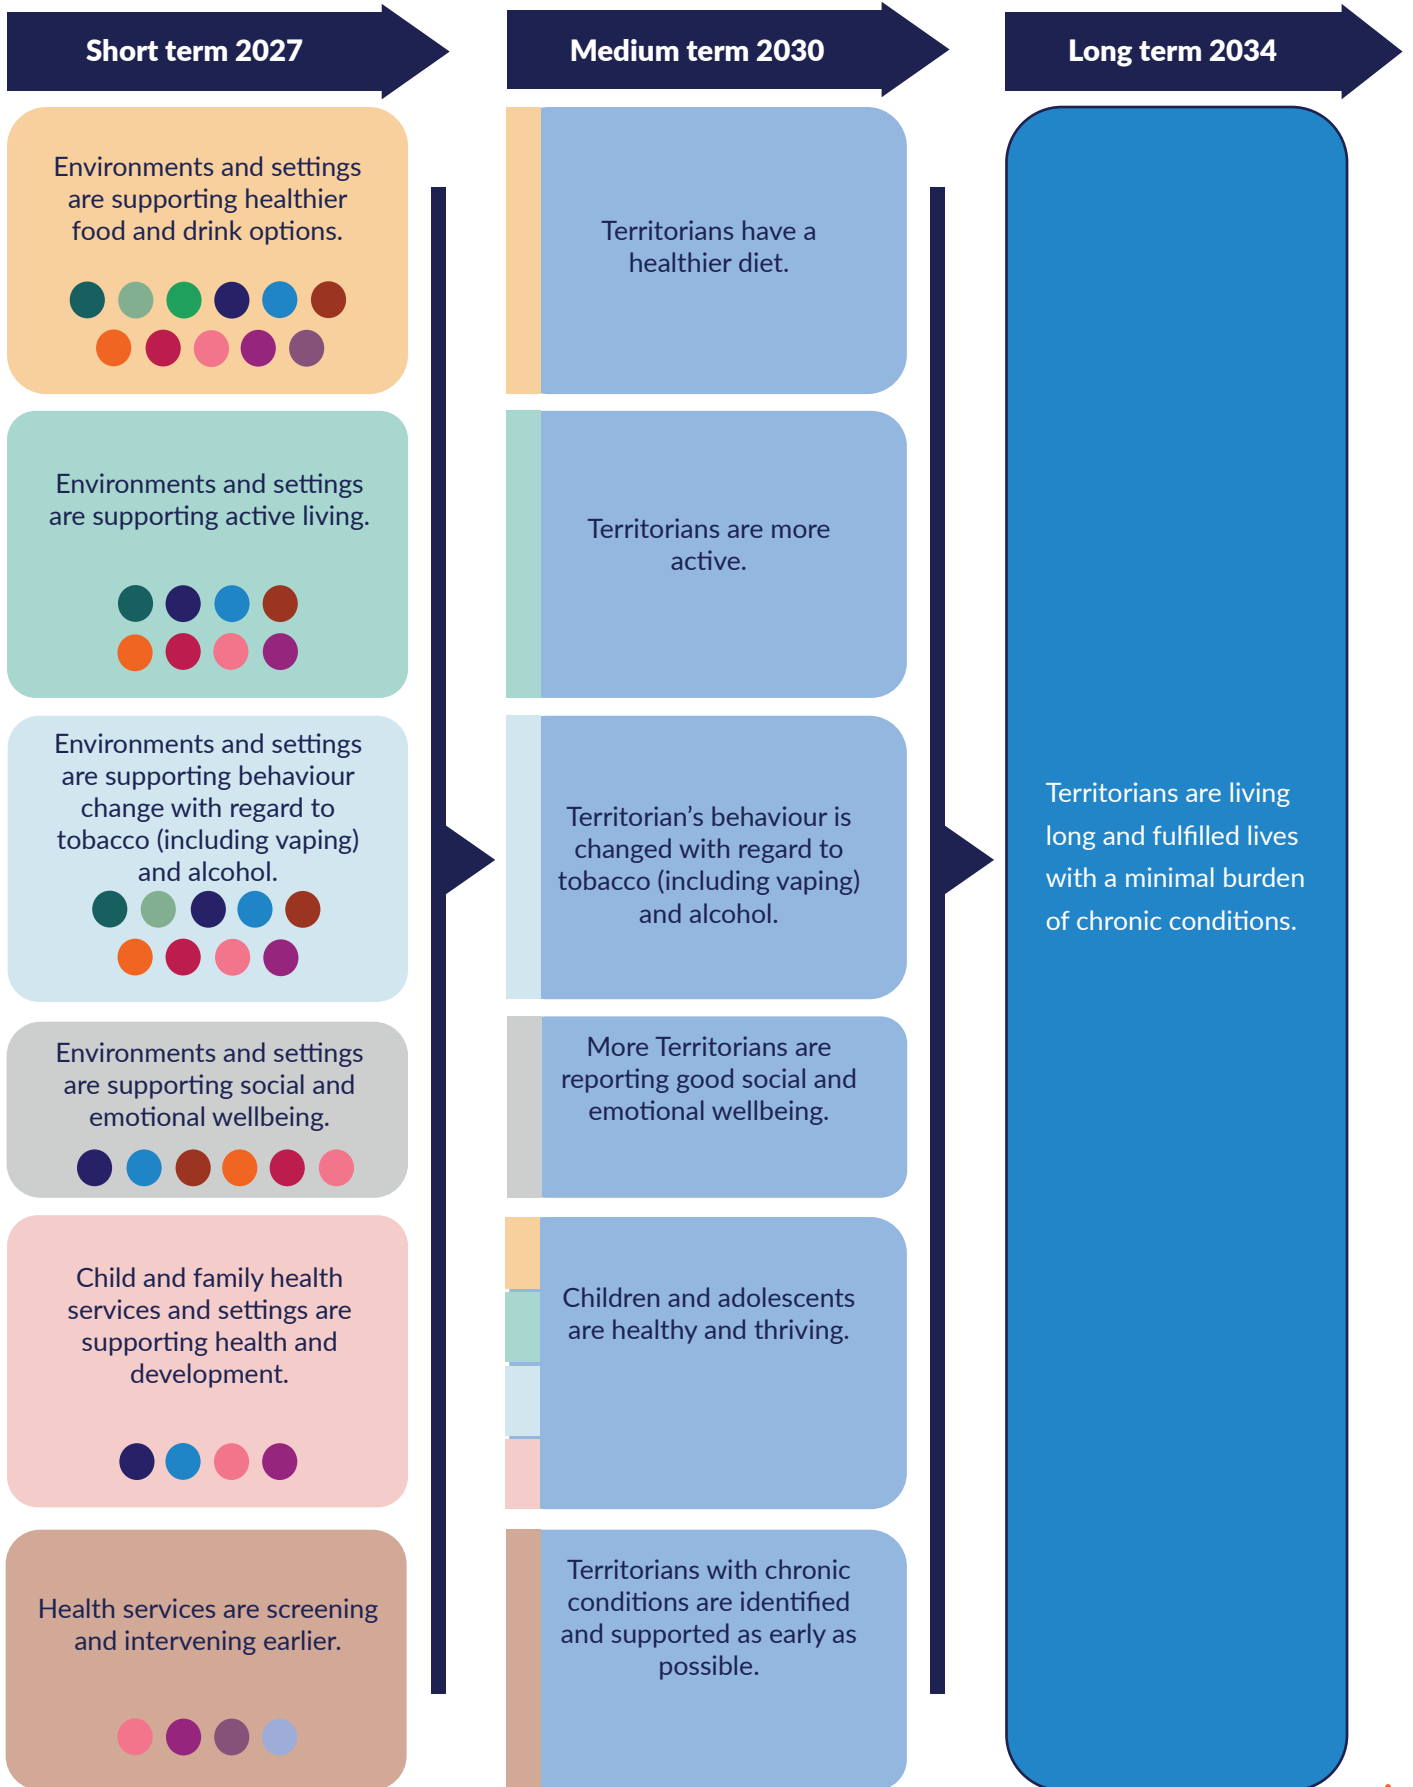 Short term 2027
Medium term 2030
Long term 2034
Environments and settings
are supporting healthier
food and drink options.
Territorians have a
healthier diet.
Environments and settings
are supporting active living.
Territorians are more
active.
Environments and settings
are supporting behaviour
change with regard to
tobacco (including vaping)
and alcohol.
Territorian’s behaviour is
changed with regard to
tobacco (including vaping)
and alcohol.
Territorians are living
long and fulfilled lives
with a minimal burden
of chronic conditions.
Environments and settings
are supporting social and
emotional wellbeing.
More Territorians are
reporting good social and
emotional wellbeing.
Child and family health
services and settings are
supporting health and
development.
Children and adolescents
are healthy and thriving.
Health services are screening
and intervening earlier.
Territorians with chronic
conditions are identified
and supported as early as
possible.